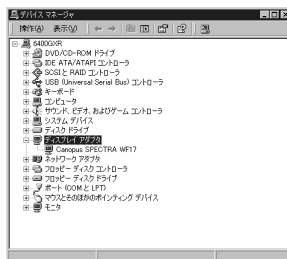 デバイス マネージャ
操作(A) 表示(V)
6400GXR
DVD/CD-ROM ドライブ
IDE ATA/ATAPI コントローラ
SCSI と RAID コントローラ
USB (Universal Serial Bus) コントローラ
キーボード
コンピュータ
サウンド、ビデオ、およびゲーム コントローラ
システム デバイス
ディスク ドライブ
ディスプレイ アダプタ
Canopus SPECTRA WF17
ネットワーク アダプタ
フロッピー ディスク コントローラ
フロッピー ディスク ドライブ
ポート (COM と LPT)
マウスとそのほかのポインティング デバイス
モニタ